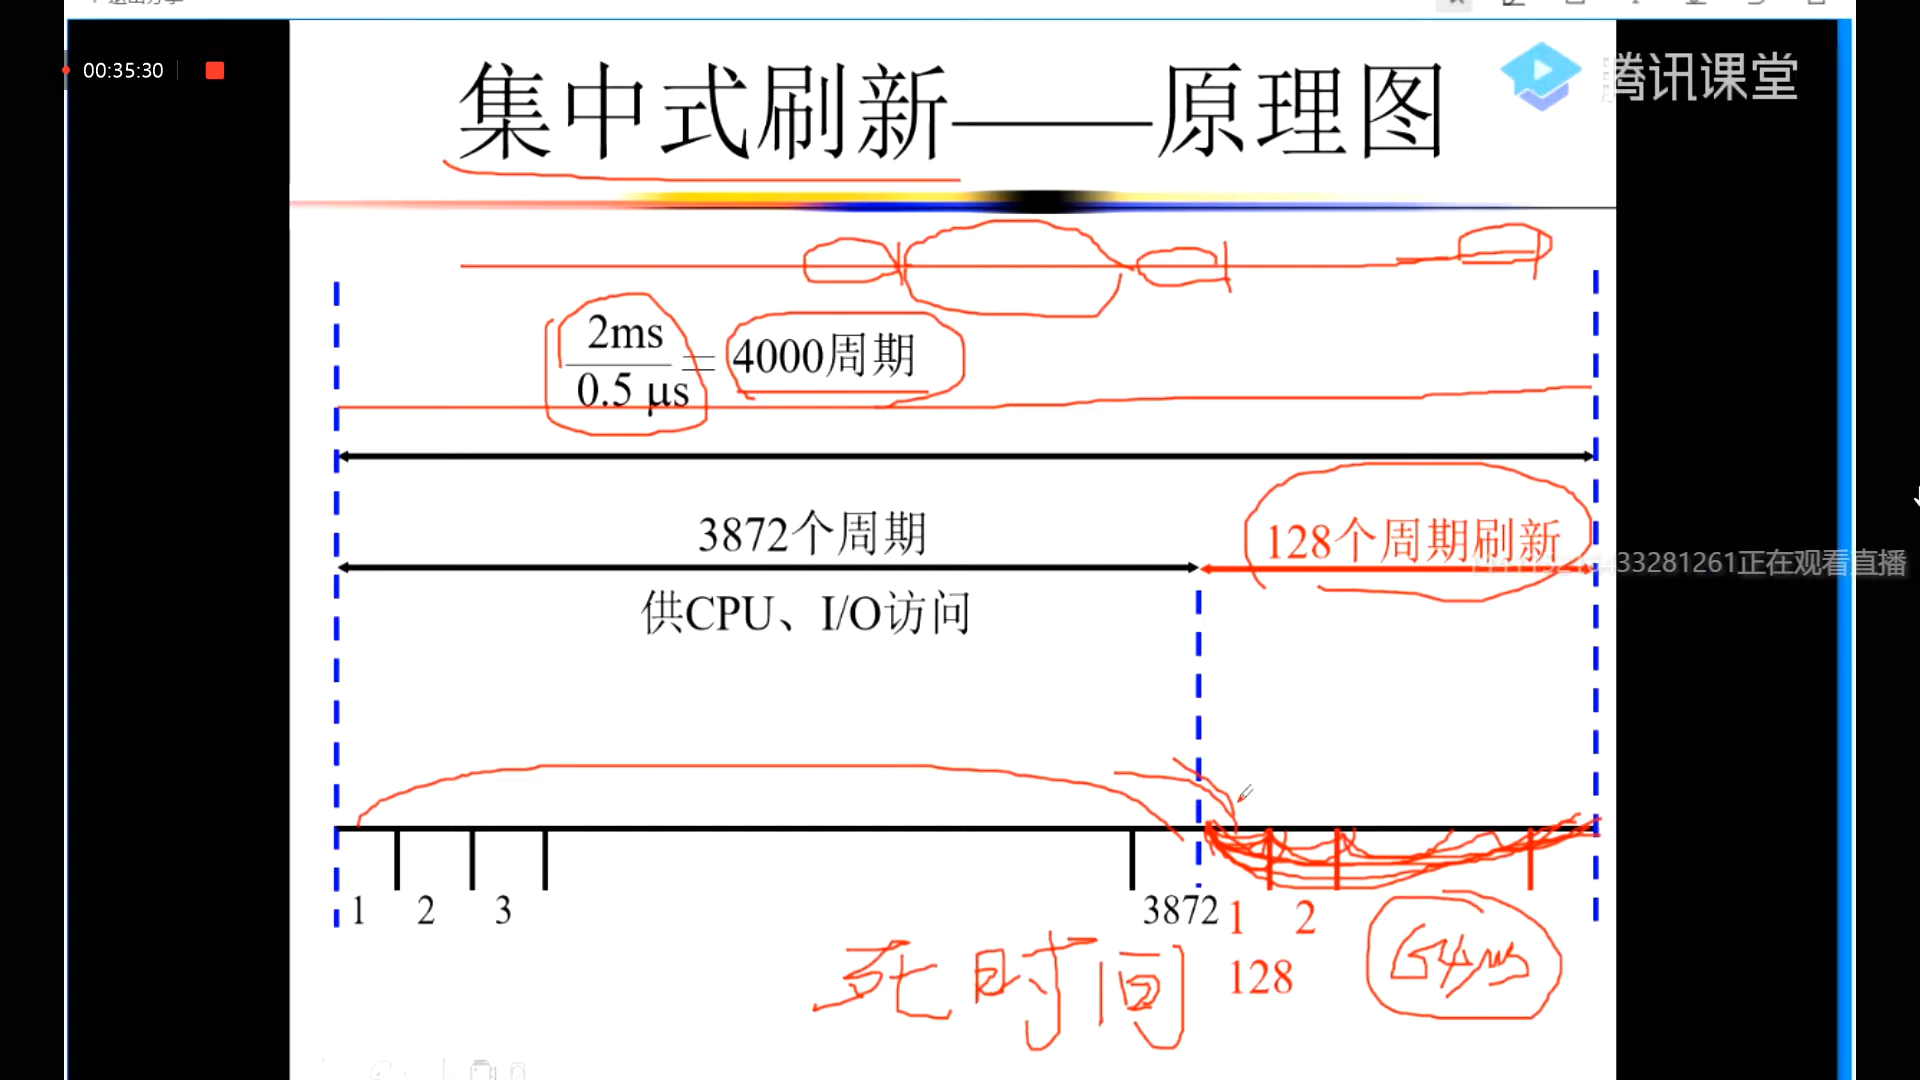 00:35:30
腾讯课堂
集中式刷新——原理图
2ms
0.5 μs
=
4000周期
3872个周期
128个周期刷新
33281261正在观看直播
供CPU、I/O访问
1 2 3 3872 1 2
128
死时间
64μs